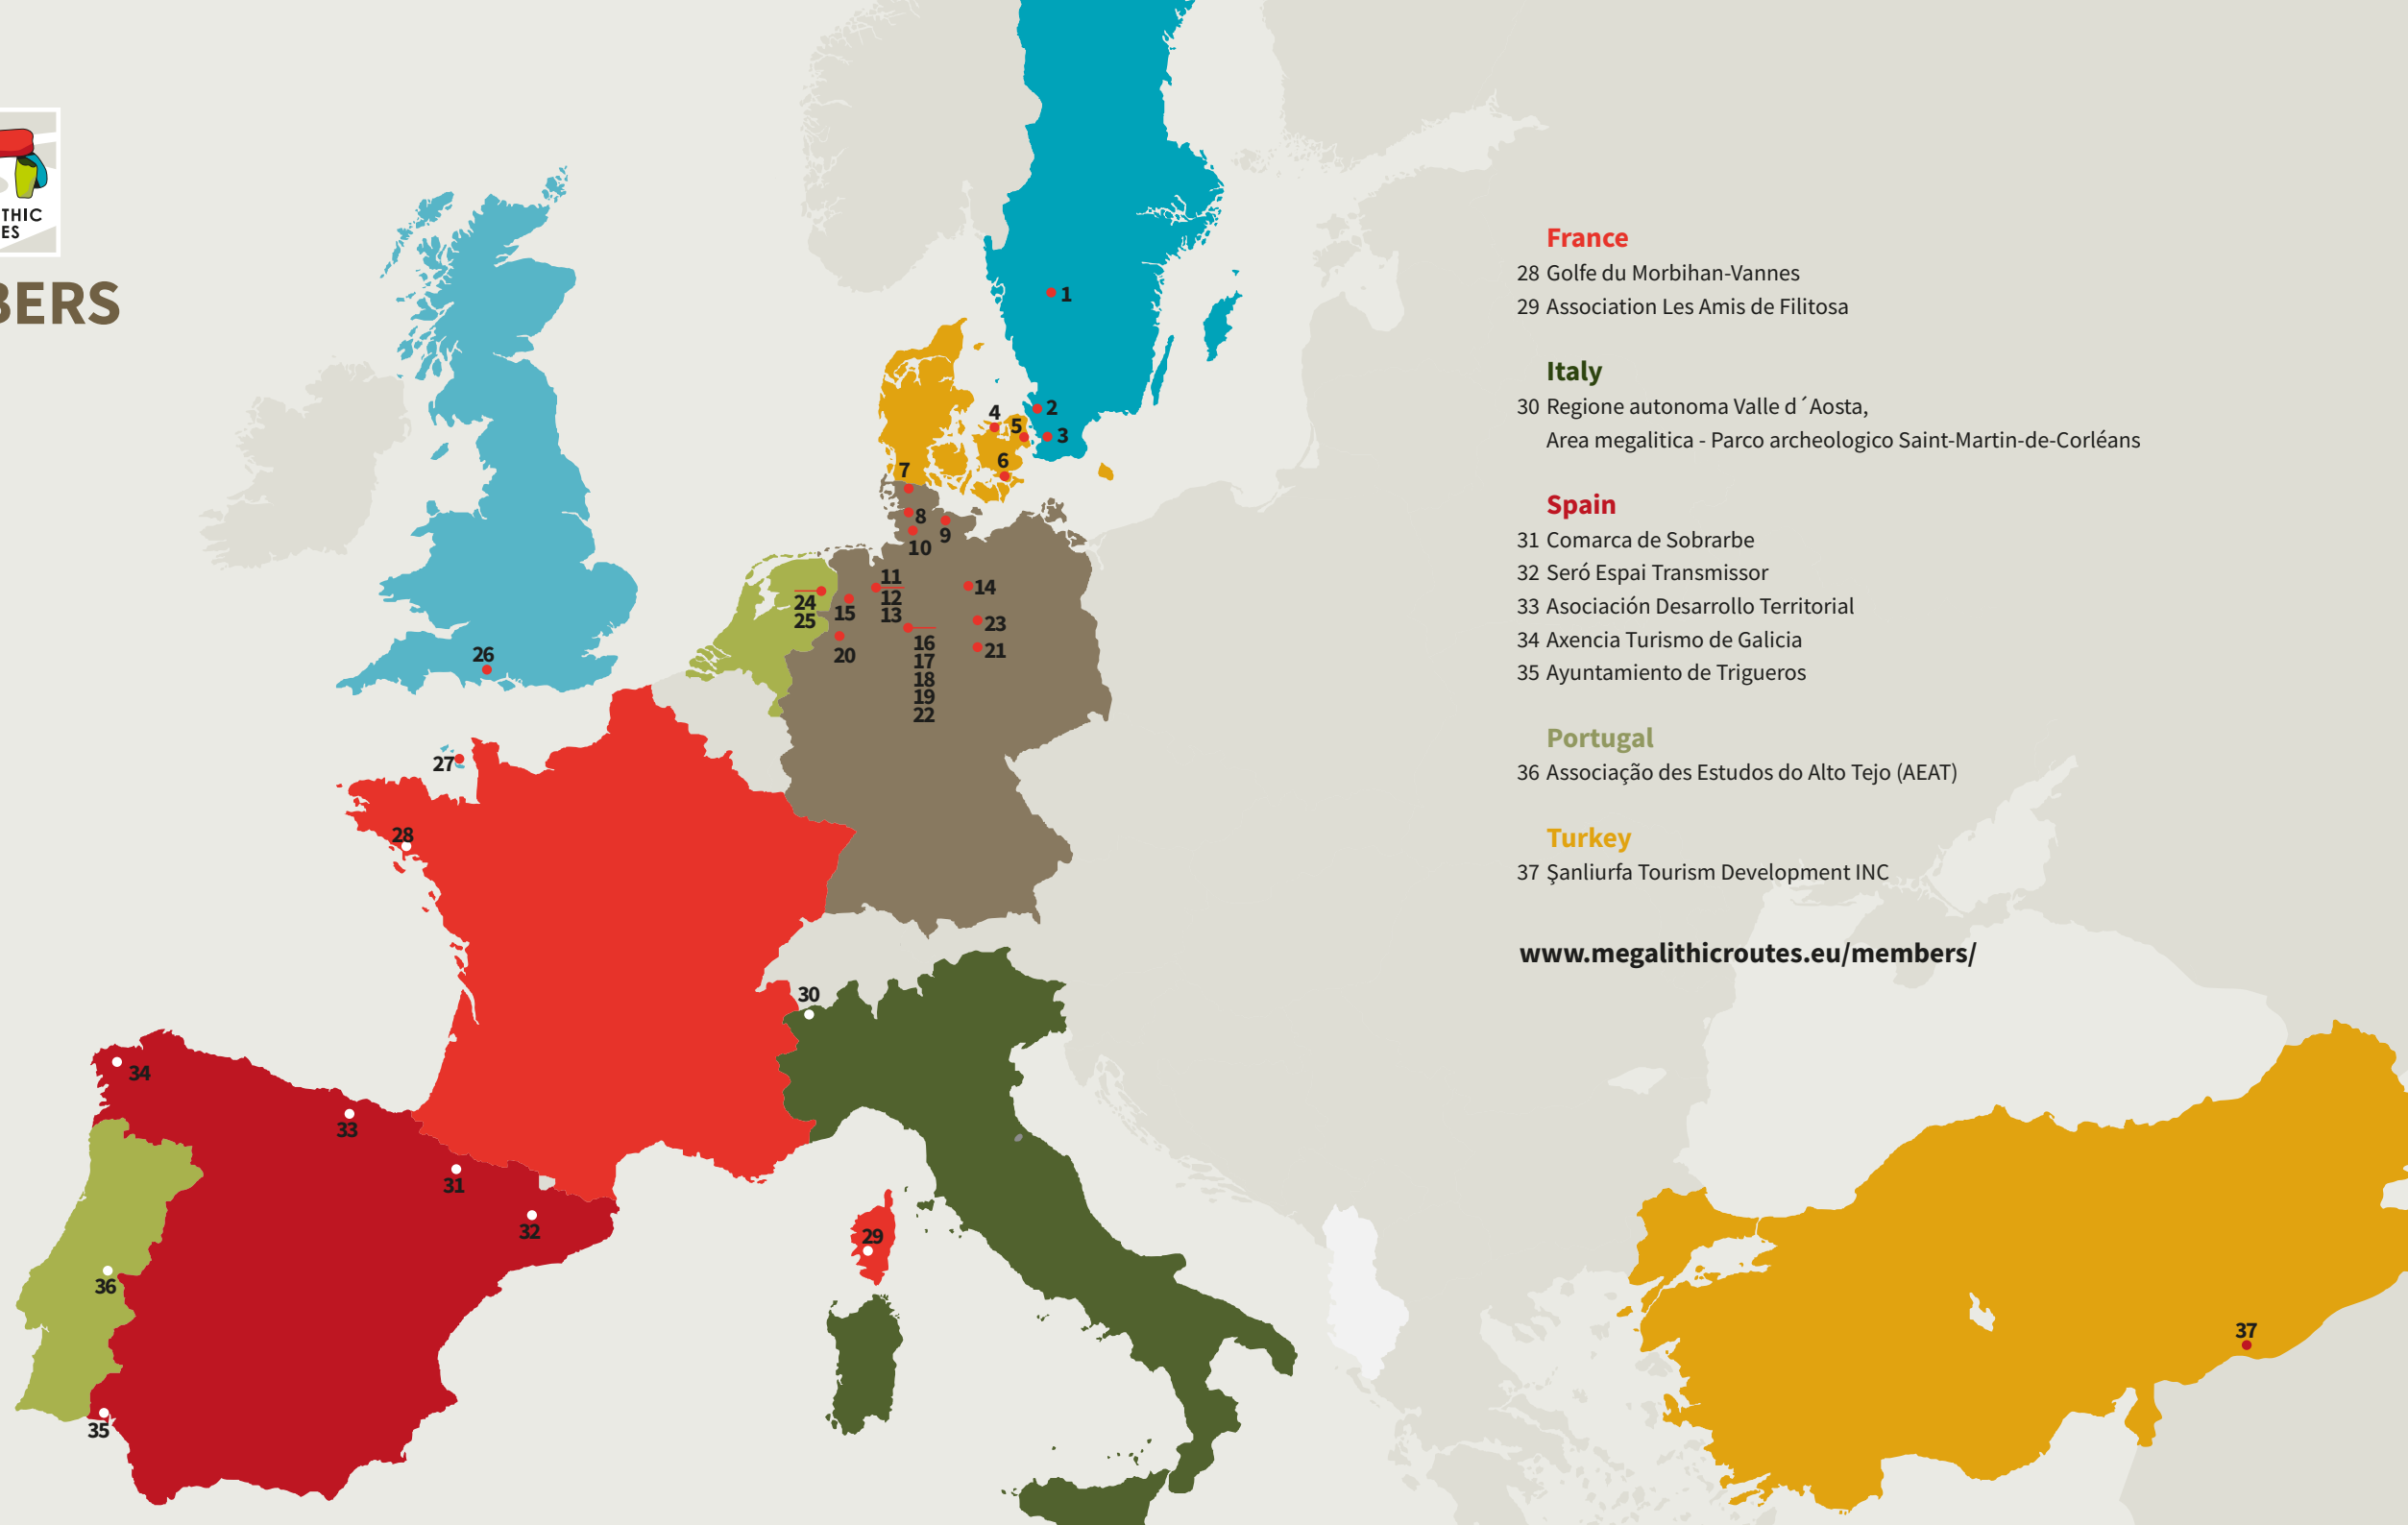 THIC
ES
BERS
1
2
3
4
5
6
7
8
9
10
11
12
13
14
15
24
25
23
21
20
16
17
18
19
22
26
27
28
30
34
33
31
32
29
36
35
37
France
28 Golfe du Morbihan-Vannes
29 Association Les Amis de Filitosa
Italy
30 Regione autonoma Valle d´Aosta,
Area megalitica - Parco archeologico Saint-Martin-de-Corléans
Spain
31 Comarca de Sobrarbe
32 Seró Espai Transmissor
33 Asociación Desarrollo Territorial
34 Axencia Turismo de Galicia
35 Ayuntamiento de Trigueros
Portugal
36 Associação des Estudos do Alto Tejo (AEAT)
Turkey
37 Şanliurfa Tourism Development INC
www.megalithicroutes.eu/members/